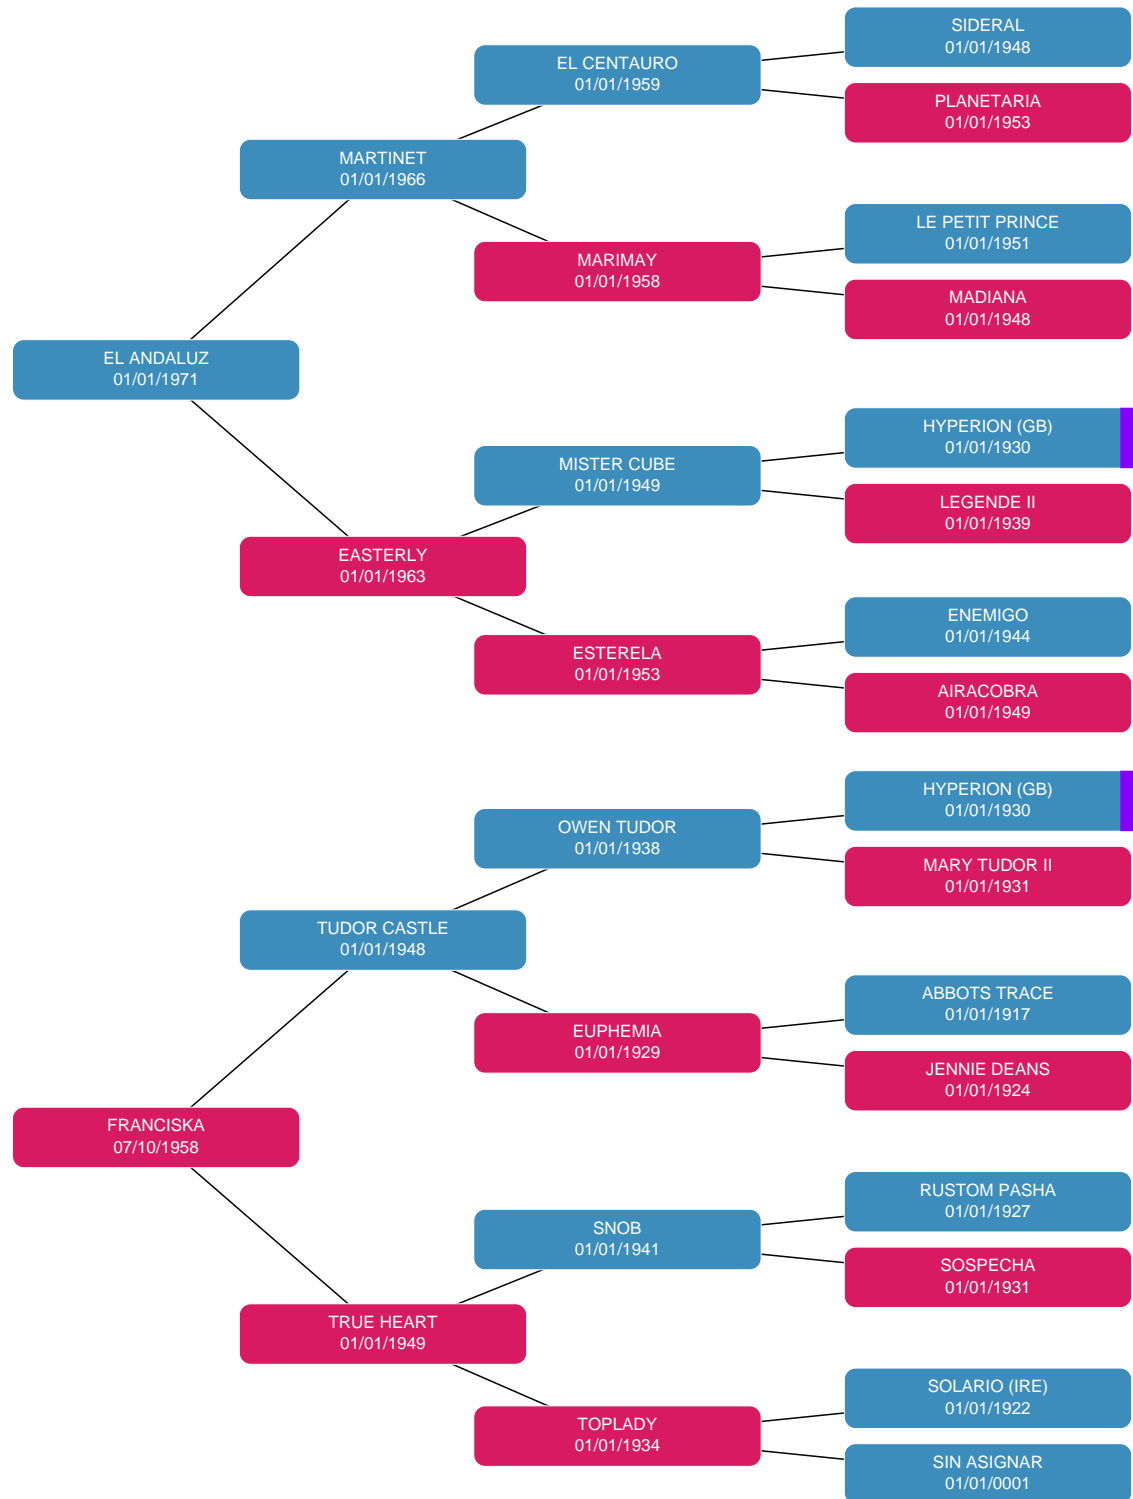 SIDERAL
01/01/1948
EL CENTAURO
01/01/1959
PLANETARIA
01/01/1953
MARTINET
01/01/1966
LE PETIT PRINCE
01/01/1951
MARIMAY
01/01/1958
MADIANA
01/01/1948
EL ANDALUZ
01/01/1971
HYPERION (GB)
01/01/1930
MISTER CUBE
01/01/1949
LEGENDE II
01/01/1939
EASTERLY
01/01/1963
ENEMIGO
01/01/1944
ESTERELA
01/01/1953
AIRACOBRA
01/01/1949
HYPERION (GB)
01/01/1930
OWEN TUDOR
01/01/1938
MARY TUDOR II
01/01/1931
TUDOR CASTLE
01/01/1948
ABBOTS TRACE
01/01/1917
EUPHEMIA
01/01/1929
JENNIE DEANS
01/01/1924
FRANCISKA
07/10/1958
RUSTOM PASHA
01/01/1927
SNOB
01/01/1941
SOSPECHA
01/01/1931
TRUE HEART
01/01/1949
SOLARIO (IRE)
01/01/1922
TOPLADY
01/01/1934
SIN ASIGNAR
01/01/0001